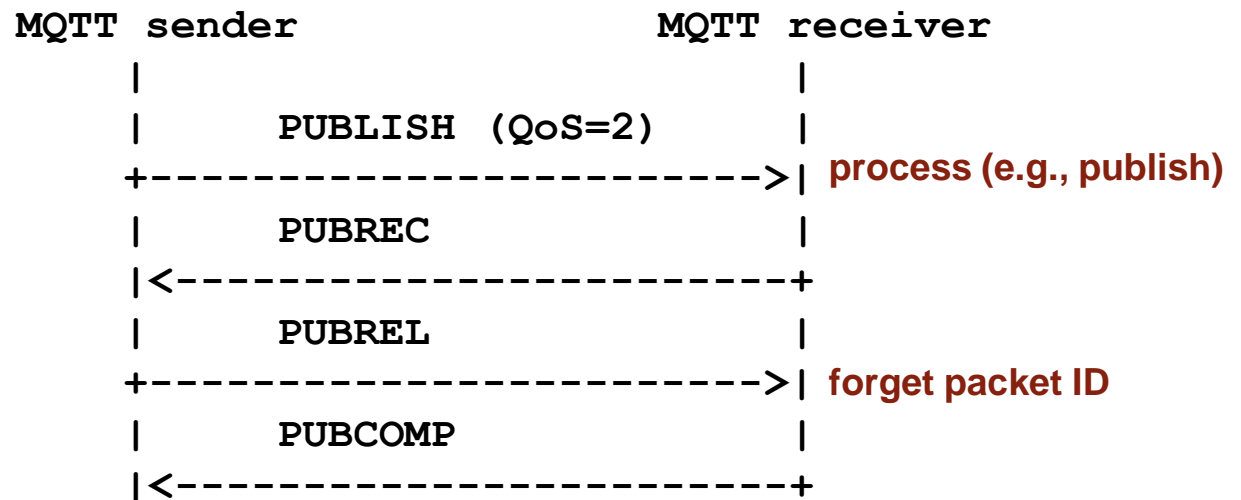 MQTT sender                    MQTT receiver
     |                              |
     |     PUBLISH (QoS=2)      |
     +------------------------>| process (e.g., publish)
     |     PUBREC                   |
     |<------------------------+
     |     PUBREL                   |
     +------------------------>| forget packet ID
     |     PUBCOMP                  |
     |<------------------------+